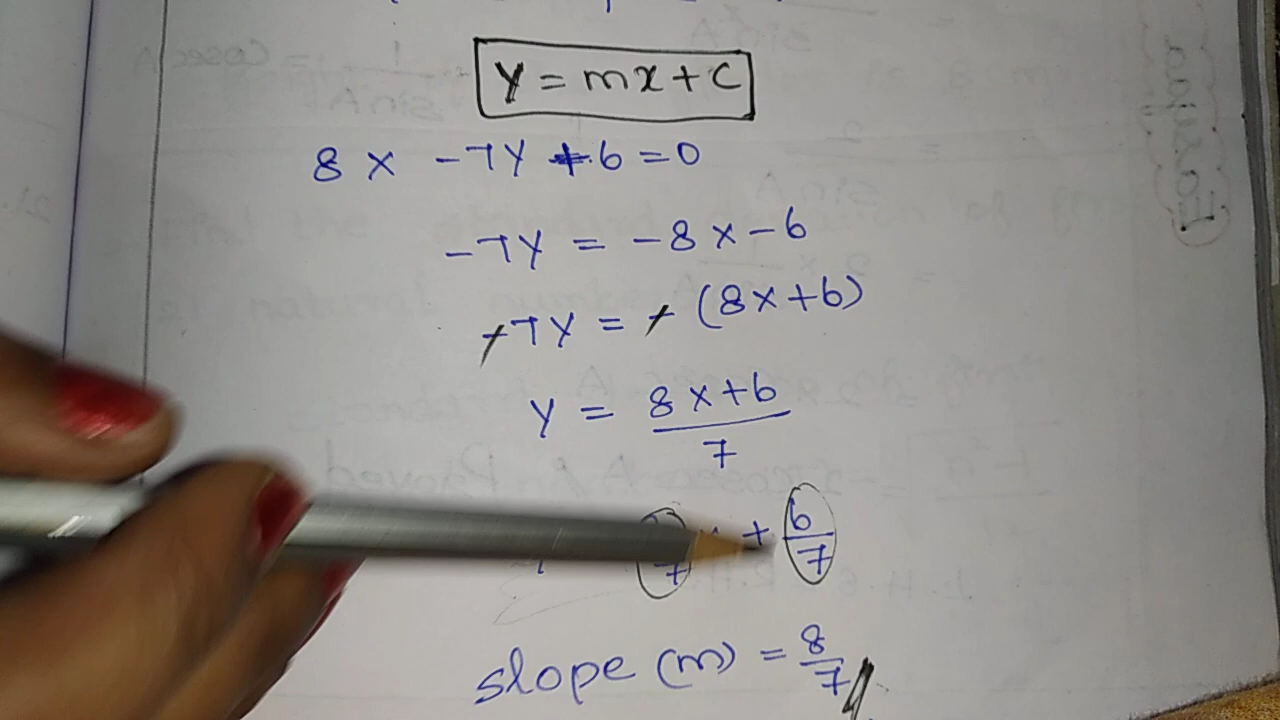 y = mx + c
8x - 7y + 6 = 0
-7y = -8x - 6
-7y = - (8x + 6)
y = 8x + 6 / 7
+ 6/7
slope (m) = 8/7